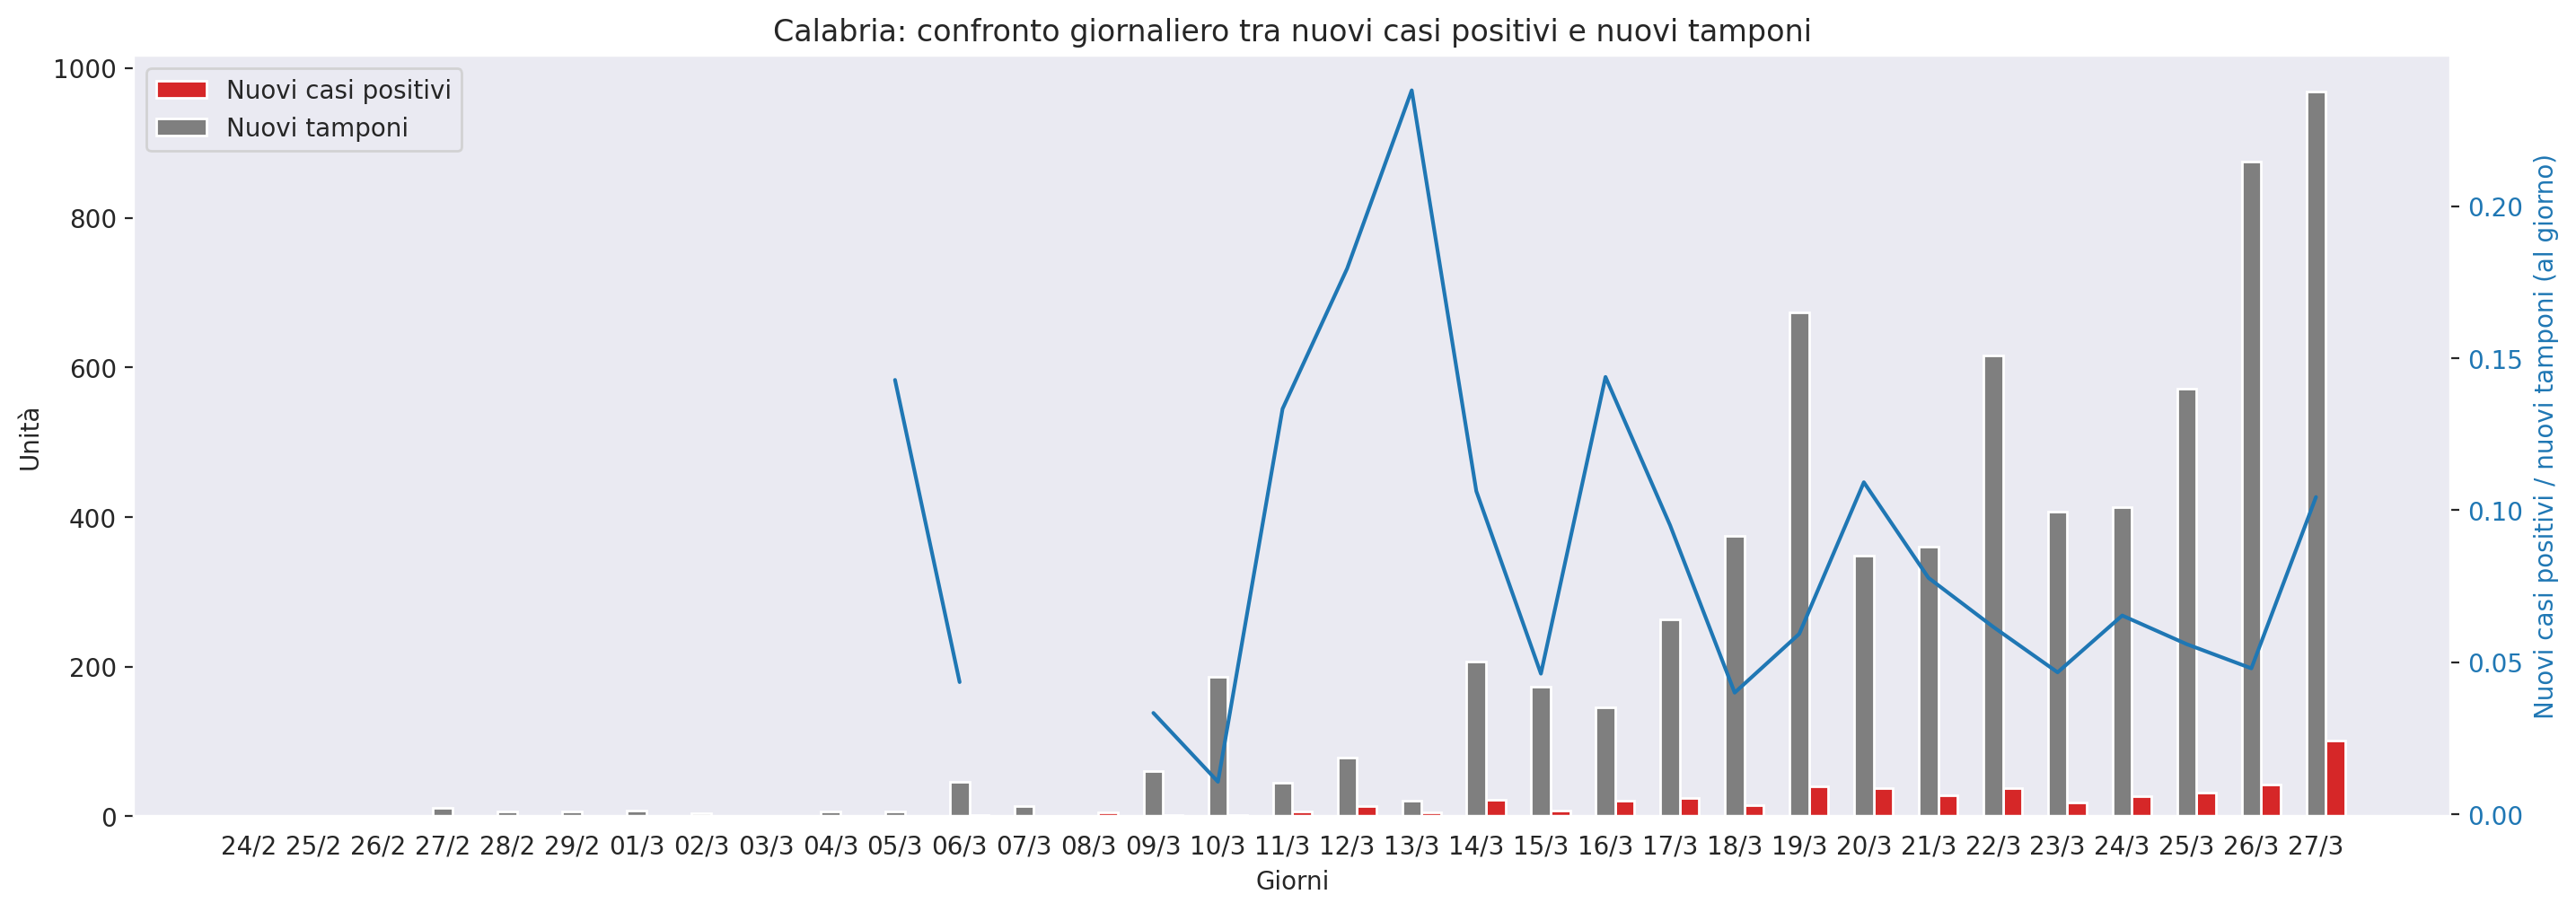 Calabria: confronto giornaliero tra nuovi casi positivi e nuovi tamponi
Nuovi casi positivi
Nuovi tamponi
1000
800
600
400
200
0
Unità
0.20
0.15
0.10
0.05
0.00
Nuovi casi positivi / nuovi tamponi (al giorno)
24/2 25/2 26/2 27/2 28/2 29/2 01/3 02/3 03/3 04/3 05/3 06/3 07/3 08/3 09/3 10/3 11/3 12/3 13/3 14/3 15/3 16/3 17/3 18/3 19/3 20/3 21/3 22/3 23/3 24/3 25/3 26/3 27/3
Giorni